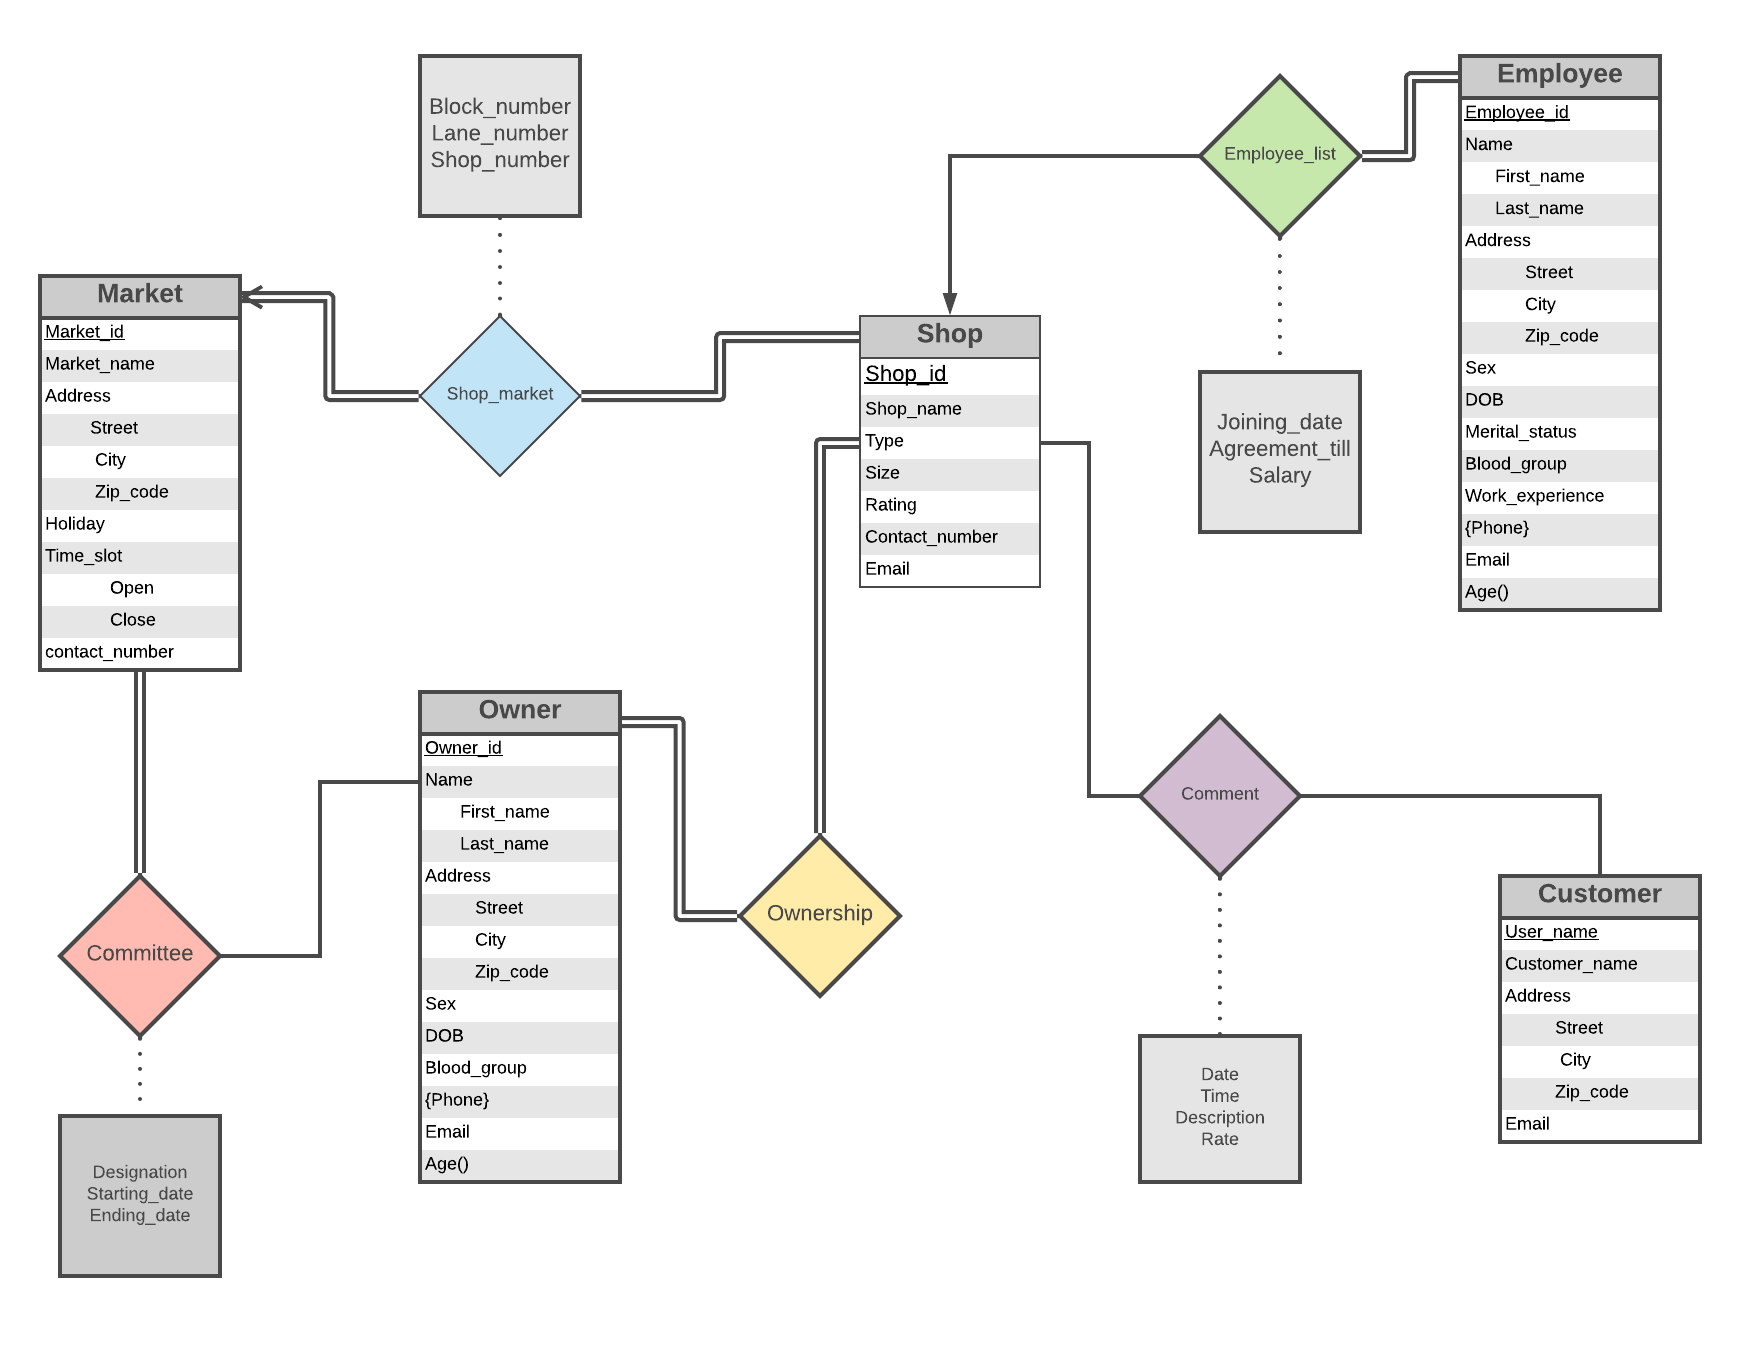 Block_number
Lane_number
Shop_number
Employee_list
Employee
Employee_id
Name
First_name
Last_name
Address
Street
City
Zip_code
Sex
DOB
Merital_status
Blood_group
Work_experience
{Phone}
Email
Age()
Market
Market_id
Market_name
Address
Street
City
Zip_code
Holiday
Time_slot
Open
Close
contact_number
Shop_market
Shop
Shop_id
Shop_name
Type
Size
Rating
Contact_number
Email
Joining_date
Agreement_till
Salary
Owner
Owner_id
Name
First_name
Last_name
Address
Street
City
Zip_code
Sex
DOB
Blood_group
{Phone}
Email
Age()
Ownership
Comment
Customer
User_name
Customer_name
Address
Street
City
Zip_code
Email
Committee
Designation
Starting_date
Ending_date
Date
Time
Description
Rate